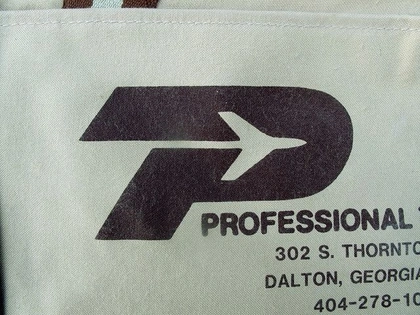 P
PROFESSIONAL
302 S. THORNTO
DALTON, GEORGIA
404-278-10